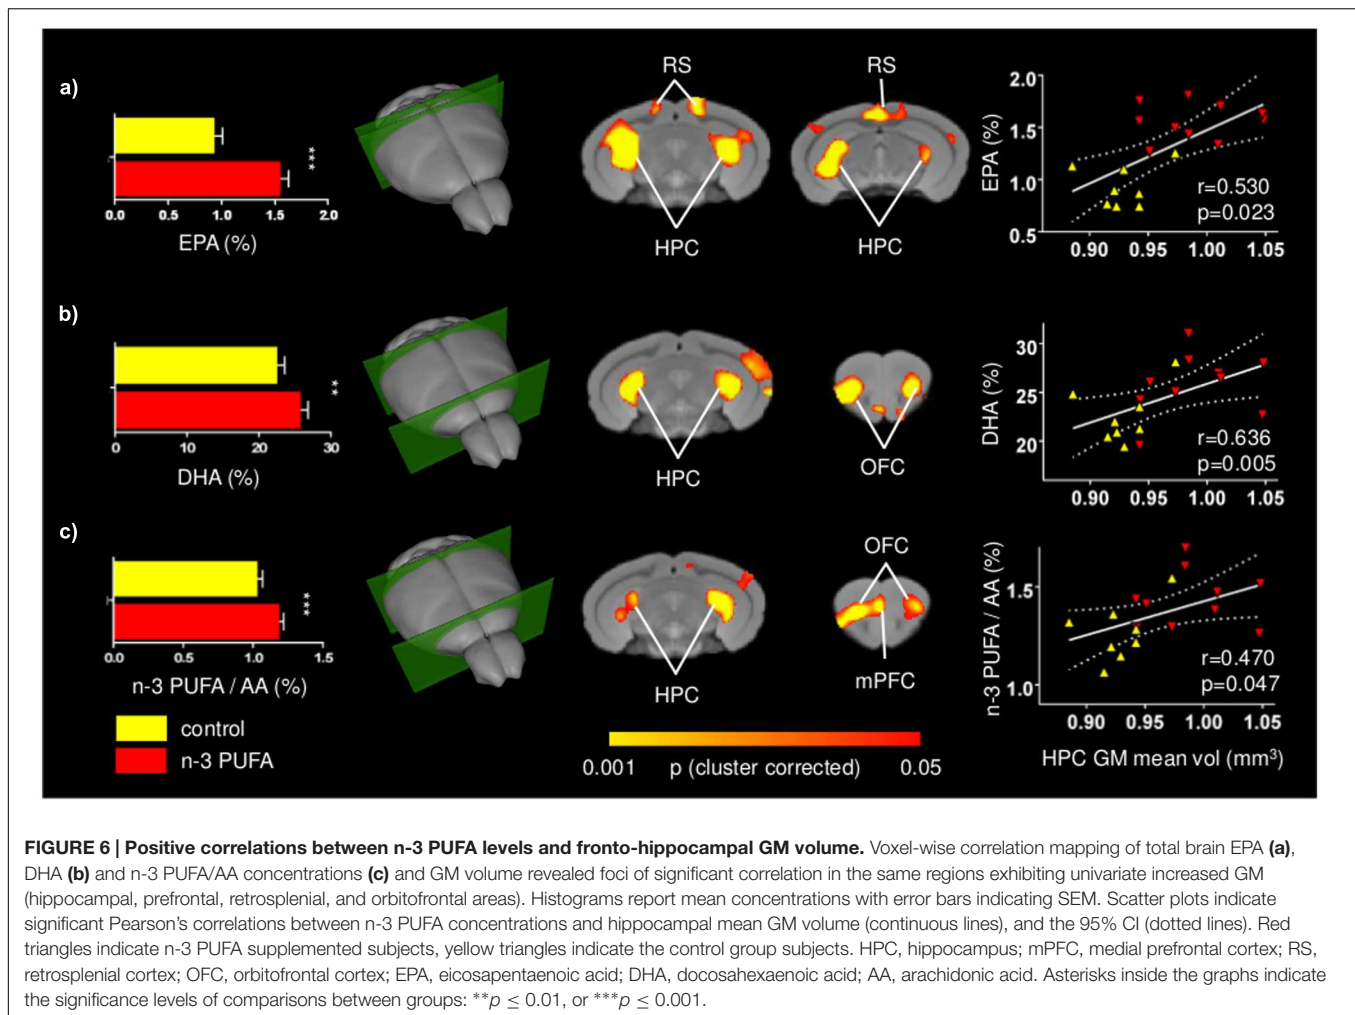 a)
***
0.0 0.5 1.0 1.5 2.0
EPA (%)
RS
RS
HPC
HPC
EPA (%)
2.0
1.5
1.0
0.5
r=0.530
p=0.023
0.90 0.95 1.00 1.05
b)
**
0 10 20 30
DHA (%)
HPC
OFC
DHA (%)
30
25
20
r=0.636
p=0.005
0.90 0.95 1.00 1.05
c)
***
0.0 0.5 1.0 1.5
n-3 PUFA / AA (%)
HPC
OFC
mPFC
n-3 PUFA / AA (%)
1.5
1.0
r=0.470
p=0.047
0.90 0.95 1.00 1.05
HPC GM mean vol (mm³)
control
n-3 PUFA
0.001 p (cluster corrected) 0.05
FIGURE 6 | Positive correlations between n-3 PUFA levels and fronto-hippocampal GM volume. Voxel-wise correlation mapping of total brain EPA (a),
DHA (b) and n-3 PUFA/AA concentrations (c) and GM volume revealed foci of significant correlation in the same regions exhibiting univariate increased GM
(hippocampal, prefrontal, retrosplenial, and orbitofrontal areas). Histograms report mean concentrations with error bars indicating SEM. Scatter plots indicate
significant Pearson's correlations between n-3 PUFA concentrations and hippocampal mean GM volume (continuous lines), and the 95% CI (dotted lines). Red
triangles indicate n-3 PUFA supplemented subjects, yellow triangles indicate the control group subjects. HPC, hippocampus; mPFC, medial prefrontal cortex; RS,
retrosplenial cortex; OFC, orbitofrontal cortex; EPA, eicosapentaenoic acid; DHA, docosahexaenoic acid; AA, arachidonic acid. Asterisks inside the graphs indicate
the significance levels of comparisons between groups: **p ≤ 0.01, or ***p ≤ 0.001.